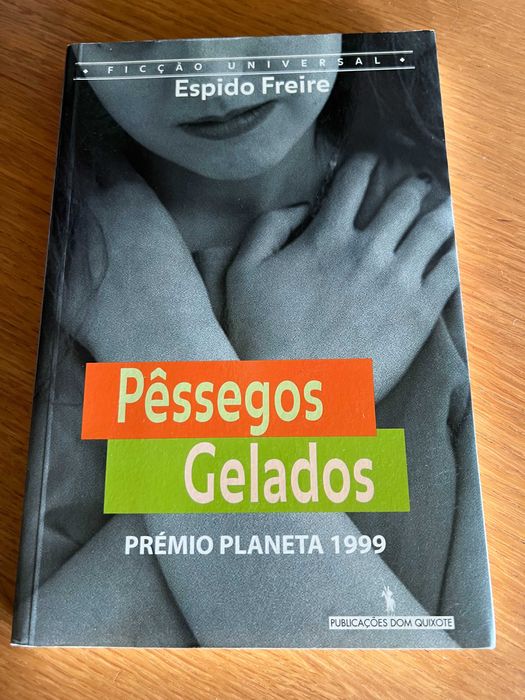 FICÇÃO UNIVERSAL
Espido Freire
Pêssegos
Gelados
PRÉMIO PLANETA 1999
PUBLICAÇÕES DOM QUIXOTE